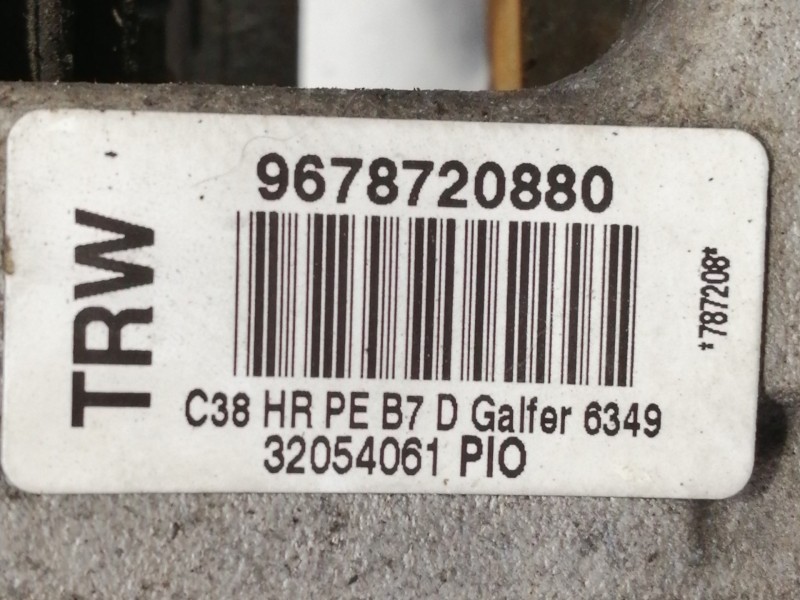 TRW
9678720880
*787208*
C38 HR PE B7 D Galfer 6349
32054061 PIO